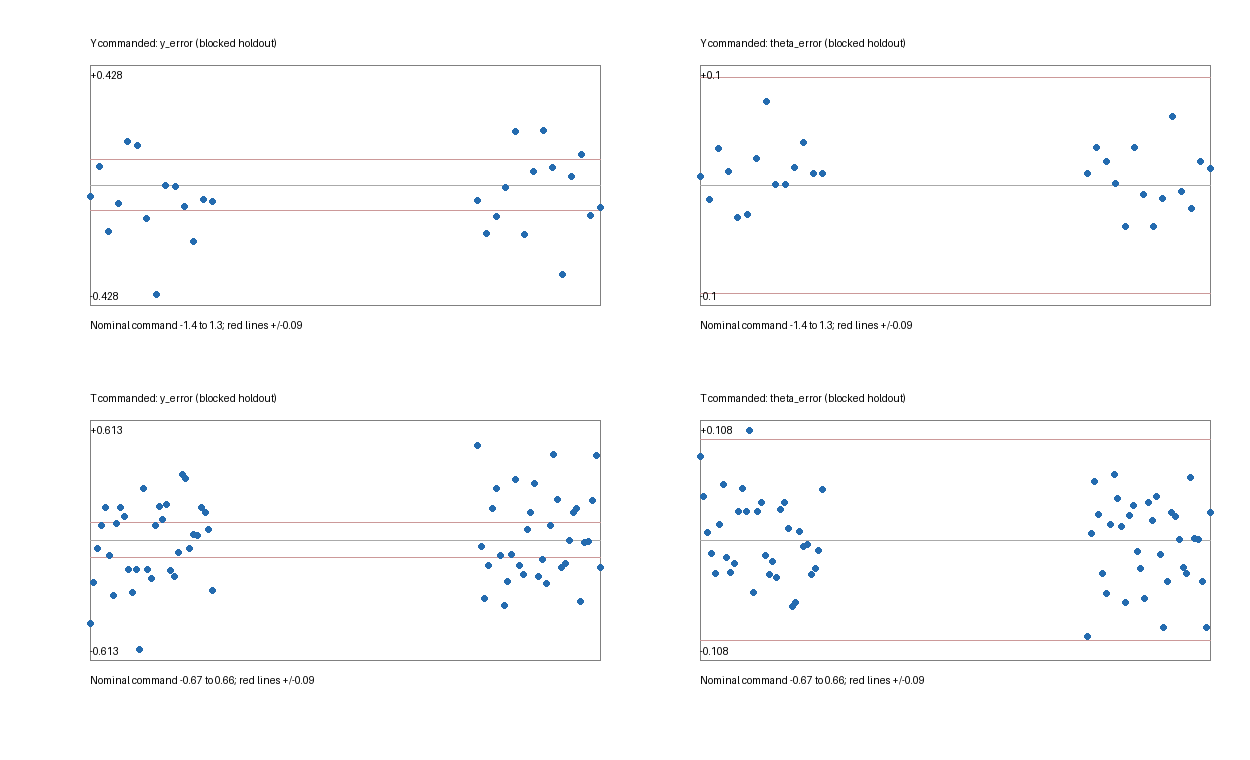 Y commanded: y_error (blocked holdout)
+0.428
-0.428
Nominal command -1.4 to 1.3; red lines +/-0.09
Y commanded: theta_error (blocked holdout)
+0.1
-0.1
Nominal command -1.4 to 1.3; red lines +/-0.09
T commanded: y_error (blocked holdout)
+0.613
-0.613
Nominal command -0.67 to 0.66; red lines +/-0.09
T commanded: theta_error (blocked holdout)
+0.108
-0.108
Nominal command -0.67 to 0.66; red lines +/-0.09